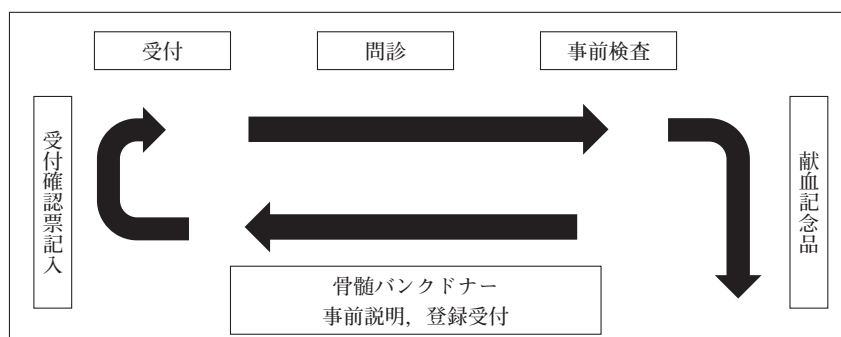 受付
問診
事前検査
受付確認票記入
献血記念品
骨髄バンクドナー
事前説明，登録受付